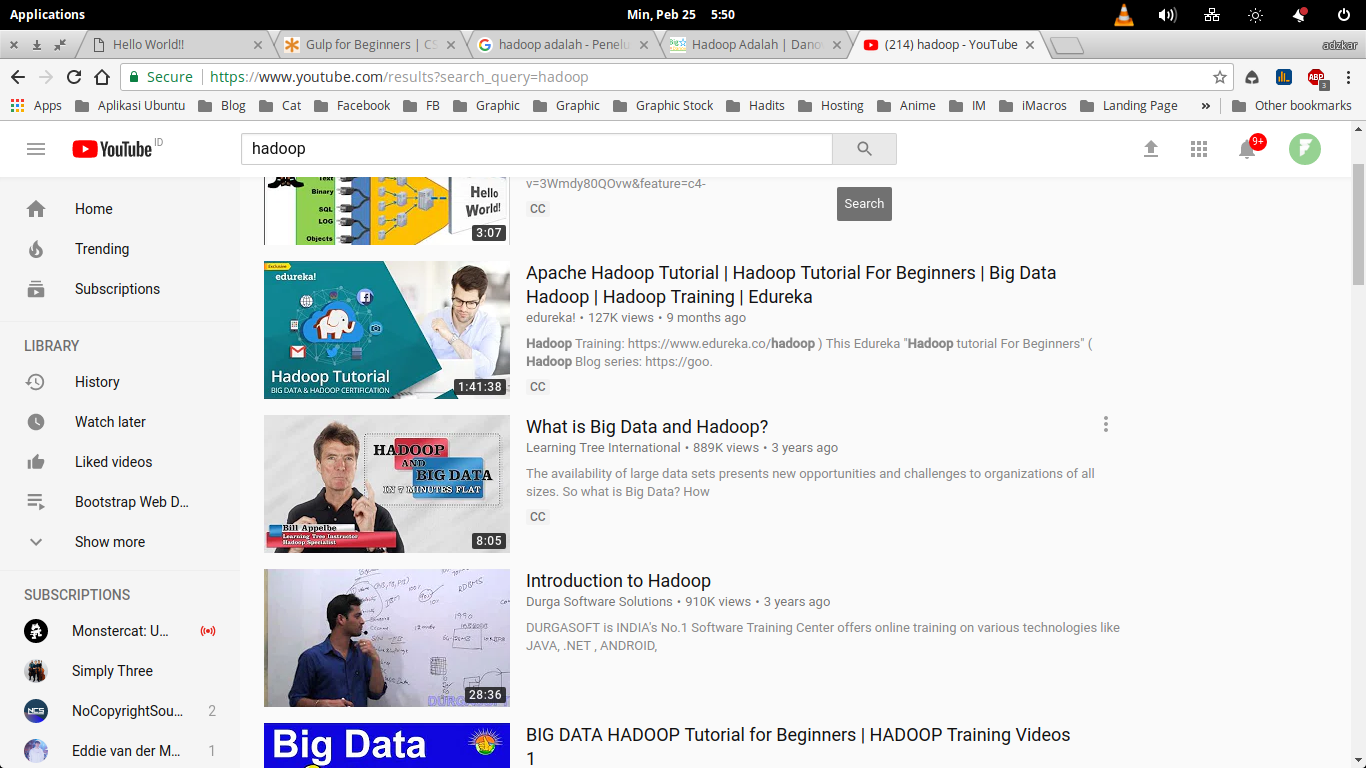 Applications
Min, Peb 25 5:50
Hello World!!
Gulp for Beginners | CS
hadoop adalah - Penelu
Hadoop Adalah | Dano
(214) hadoop - YouTube
adzkar
Secure
https://www.youtube.com/results?search_query=hadoop
ABP
3
Apps
Aplikasi Ubuntu
Blog
Cat
Facebook
FB
Graphic
Graphic
Graphic Stock
Hadits
Hosting
Anime
IM
iMacros
Landing Page
»
Other bookmarks
YouTube ID
hadoop
9+
Home
Trending
Subscriptions
LIBRARY
History
Watch later
Liked videos
Bootstrap Web D...
Show more
SUBSCRIPTIONS
Monstercat: U...
Simply Three
NCS
NoCopyrightSou... 2
Eddie van der M... 1
Text
Binary
SQL
LOG
Objects
Hello
World!
3:07
v=3Wmdy80QOvw&feature=c4-
CC
Search
Exclusive
edureka!
Hadoop Tutorial
BIG DATA & HADOOP CERTIFICATION
1:41:38
Apache Hadoop Tutorial | Hadoop Tutorial For Beginners | Big Data
Hadoop | Hadoop Training | Edureka
edureka! • 127K views • 9 months ago
Hadoop Training: https://www.edureka.co/hadoop ) This Edureka "Hadoop tutorial For Beginners" (
Hadoop Blog series: https://goo.
CC
HADOOP
AND
BIG DATA
IN 7 MINUTES FLAT
Bill Appelbe
Learning Tree Instructor
Hadoop Specialist
8:05
What is Big Data and Hadoop?
Learning Tree International • 889K views • 3 years ago
The availability of large data sets presents new opportunities and challenges to organizations of all
sizes. So what is Big Data? How
CC
RDBMS
1990
DURGASOFT
28:36
Introduction to Hadoop
Durga Software Solutions • 910K views • 3 years ago
DURGASOFT is INDIA's No.1 Software Training Center offers online training on various technologies like
JAVA, .NET , ANDROID,
Big Data
BIG DATA HADOOP Tutorial for Beginners | HADOOP Training Videos
1